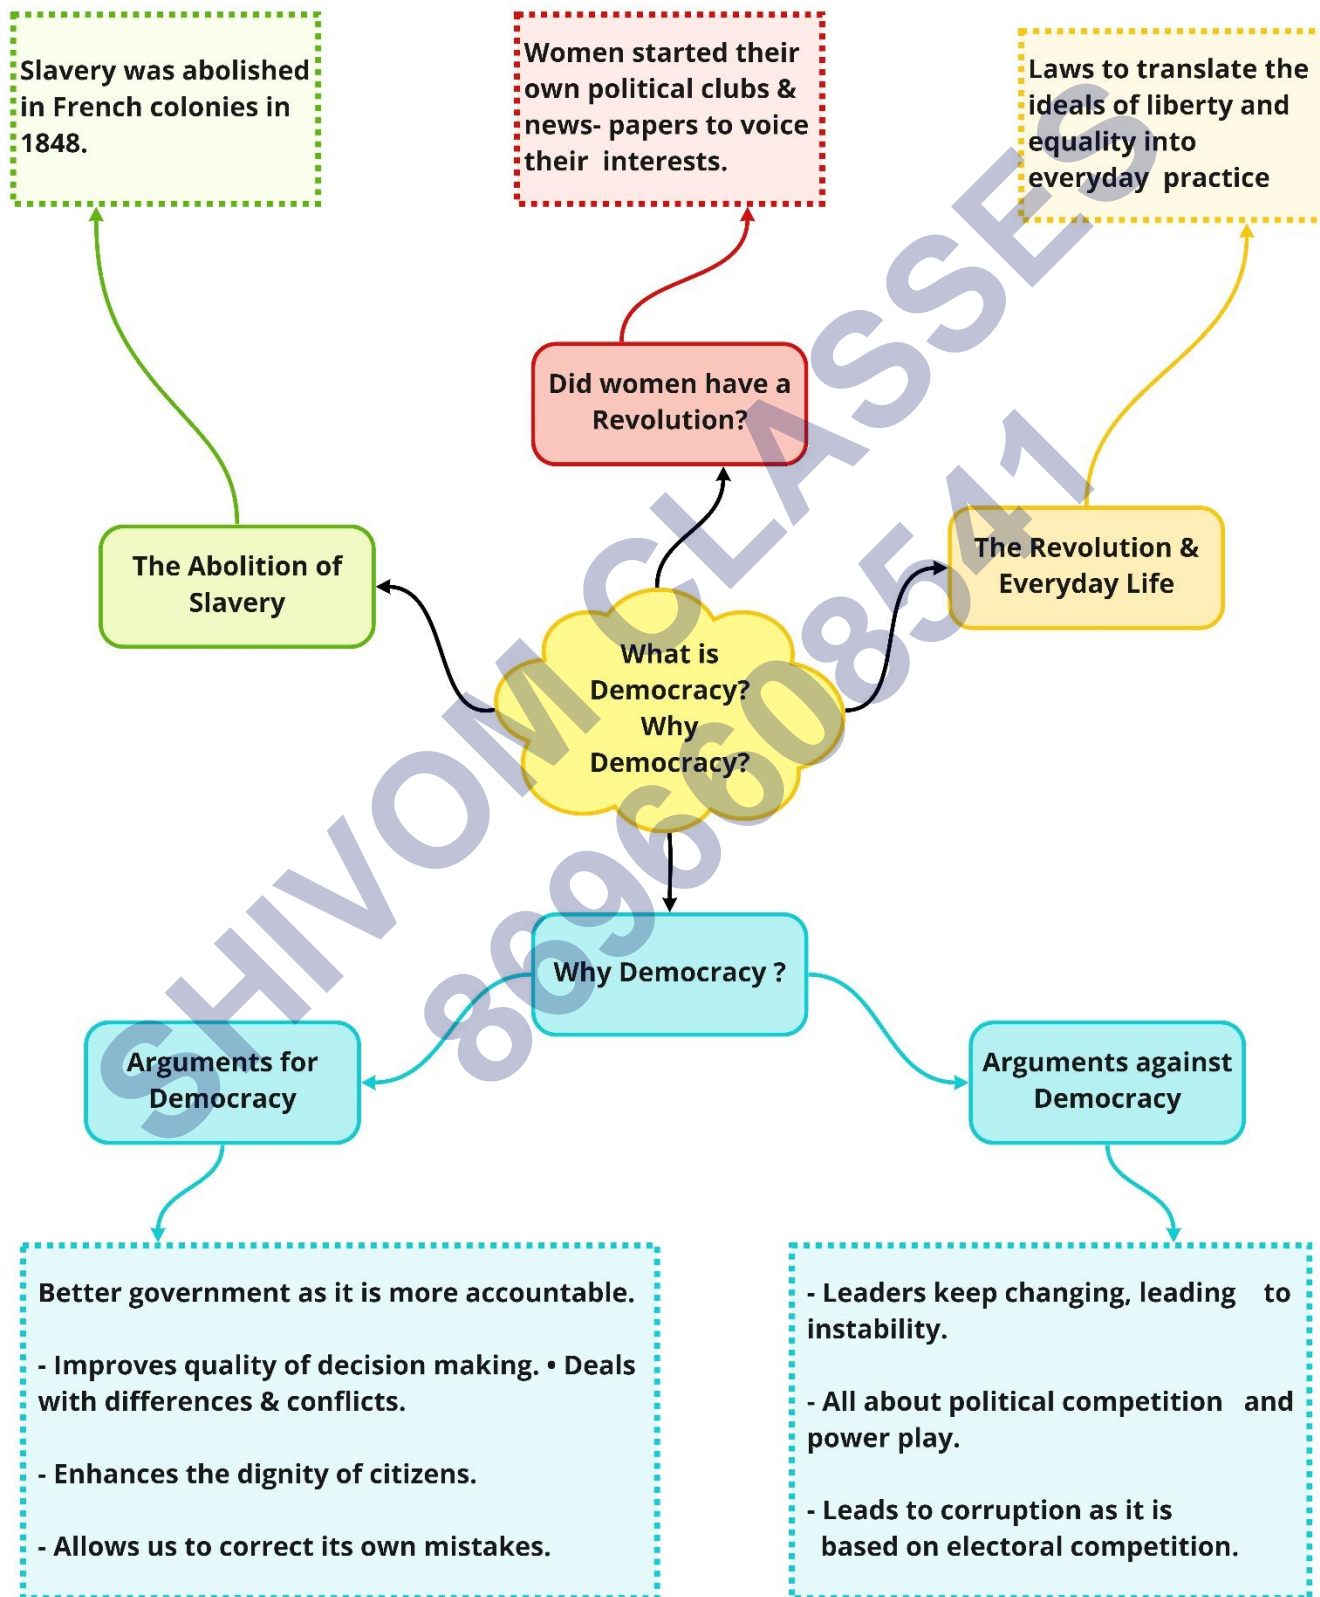 Slavery was abolished
in French colonies in
1848.
Women started their
own political clubs &
news- papers to voice
their interests.
Laws to translate the
ideals of liberty and
equality into
everyday practice
Did women have a
Revolution?
The Abolition of
Slavery
The Revolution &
Everyday Life
What is
Democracy?
Why
Democracy?
Why Democracy ?
Arguments for
Democracy
Arguments against
Democracy
Better government as it is more accountable.
- Improves quality of decision making. • Deals
with differences & conflicts.
- Enhances the dignity of citizens.
- Allows us to correct its own mistakes.
- Leaders keep changing, leading to
instability.
- All about political competition and
power play.
- Leads to corruption as it is
based on electoral competition.
SHIVOM CLASSES
8696608541